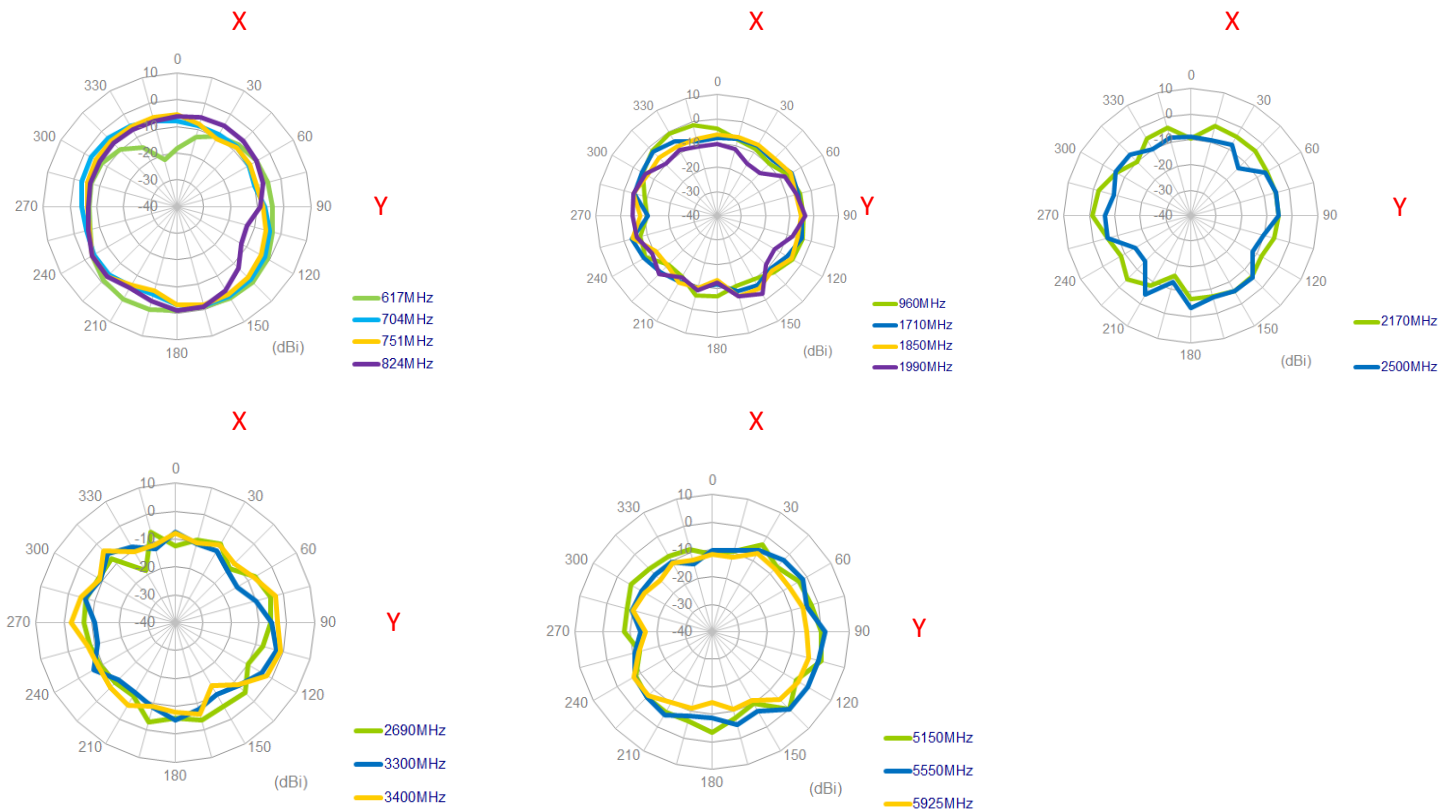 X
0
10
330
30
0
300
-10
60
-20
-30
270
-40
90
Y
240
120
210
150
180
(dBi)
617MHz
704MHz
751MHz
824MHz
X
0
10
330
30
0
300
-10
60
-20
-30
270
-40
90
Y
240
120
210
150
180
(dBi)
960MHz
1710MHz
1850MHz
1990MHz
X
0
10
330
30
0
300
-10
60
-20
-30
270
-40
90
Y
240
120
210
150
180
(dBi)
2170MHz
2500MHz
X
0
10
330
30
0
300
-10
60
-20
-30
270
-40
90
Y
240
120
210
150
180
(dBi)
2690MHz
3300MHz
3400MHz
X
0
10
330
30
0
300
-10
60
-20
-30
270
-40
90
Y
240
120
210
150
180
(dBi)
5150MHz
5550MHz
5925MHz